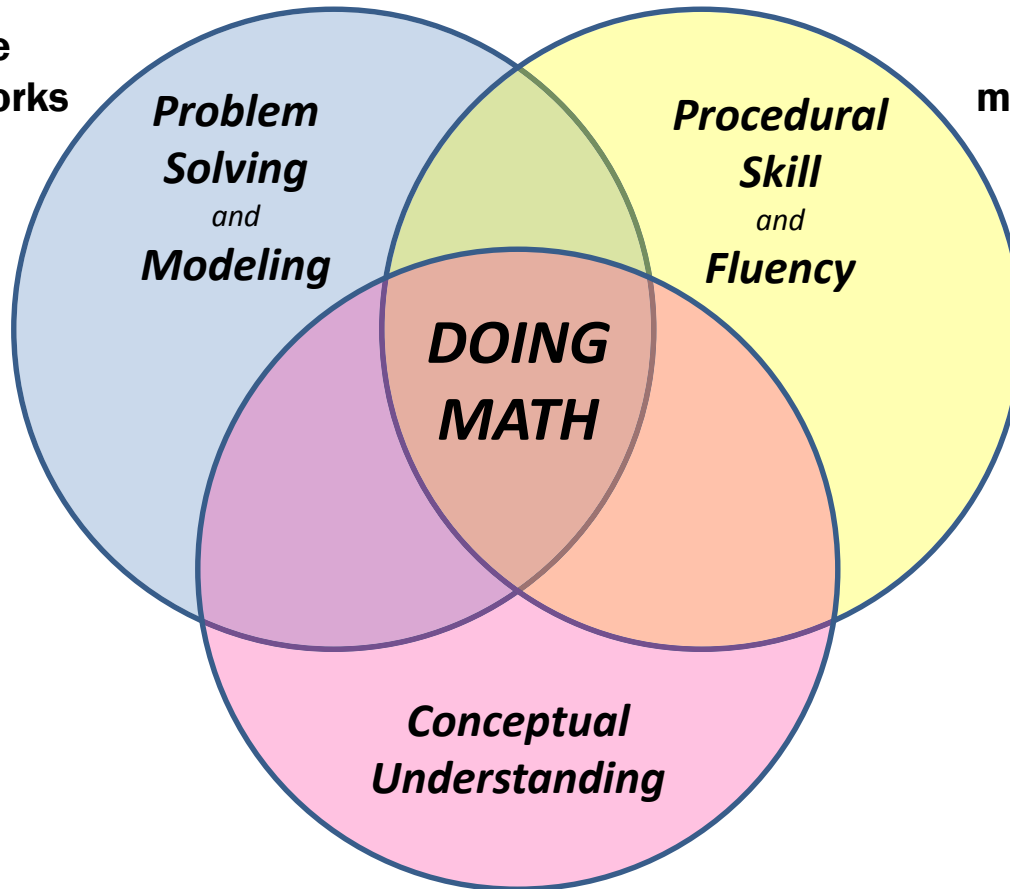 Problem
Solving
and
Modeling
Procedural
Skill
and
Fluency
DOING
MATH
Conceptual
Understanding